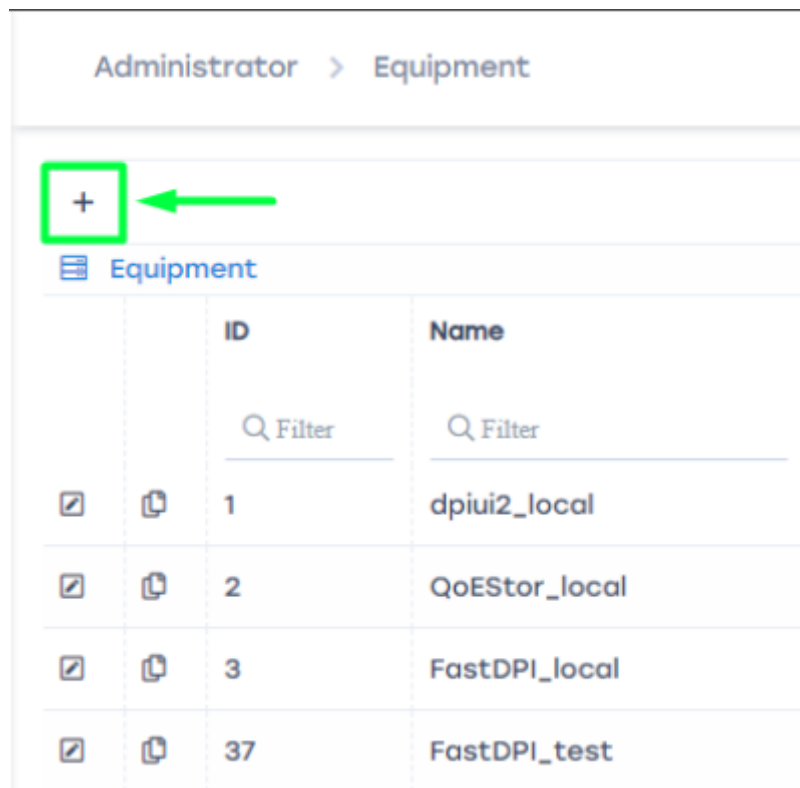 Administrator > Equipment
+
Equipment
ID Name
Filter Filter
1 dpiui2_local
2 QoEStor_local
3 FastDPI_local
37 FastDPI_test